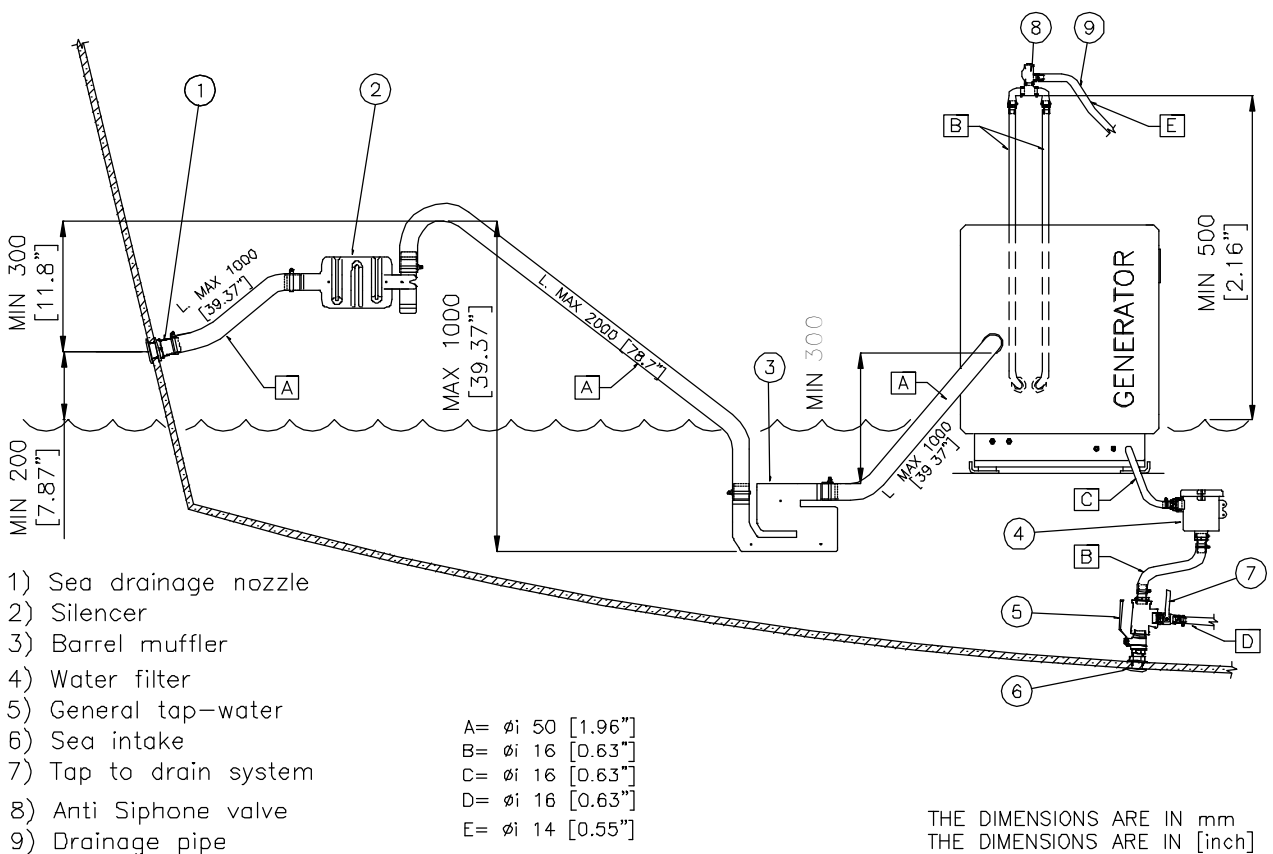 8
9
1
2
B
E
MIN 300
[11.8"]
L. MAX 1000
[39.37"]
MIN 500
[2.16"]
GENERATOR
L. MAX 2000 [78.7"]
MAX 1000
[39.37"]
MIN 300
3
A
A
A
L MAX 1000
[39.37"]
MIN 200
[7.87"]
C
4
B
7
5
D
6
1) Sea drainage nozzle
2) Silencer
3) Barrel muffler
4) Water filter
5) General tap-water
6) Sea intake
7) Tap to drain system
8) Anti Siphone valve
9) Drainage pipe
A= øi 50 [1.96"]
B= øi 16 [0.63"]
C= øi 16 [0.63"]
D= øi 16 [0.63"]
E= øi 14 [0.55"]
THE DIMENSIONS ARE IN mm
THE DIMENSIONS ARE IN [inch]